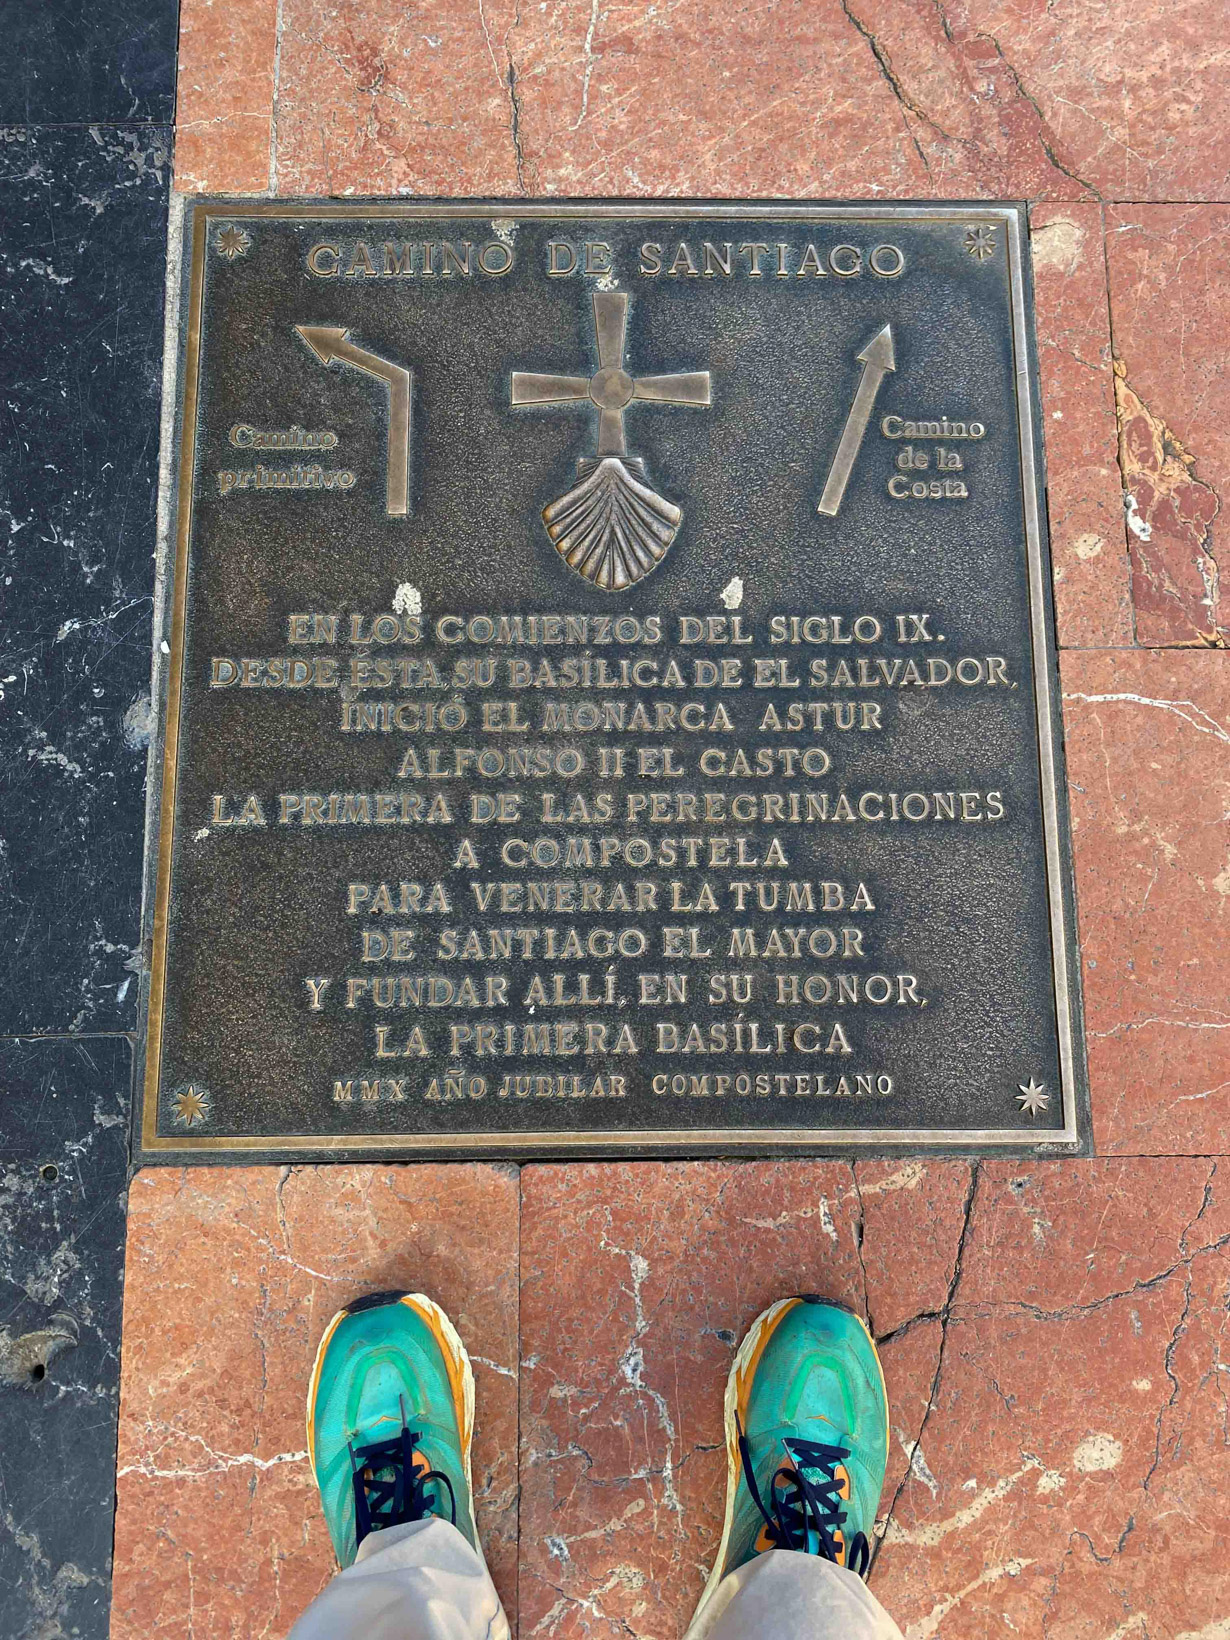 CAMINO DE SANTIAGO
Camino
primitivo
Camino
de la
Costa
EN LOS COMIENZOS DEL SIGLO IX.
DESDE ÉSTA, SU BASÍLICA DE EL SALVADOR,
INICIÓ EL MONARCA ASTUR
ALFONSO II EL CASTO
LA PRIMERA DE LAS PEREGRINACIONES
A COMPOSTELA
PARA VENERAR LA TUMBA
DE SANTIAGO EL MAYOR
Y FUNDAR ALLÍ, EN SU HONOR,
LA PRIMERA BASÍLICA
MMX AÑO JUBILAR COMPOSTELANO